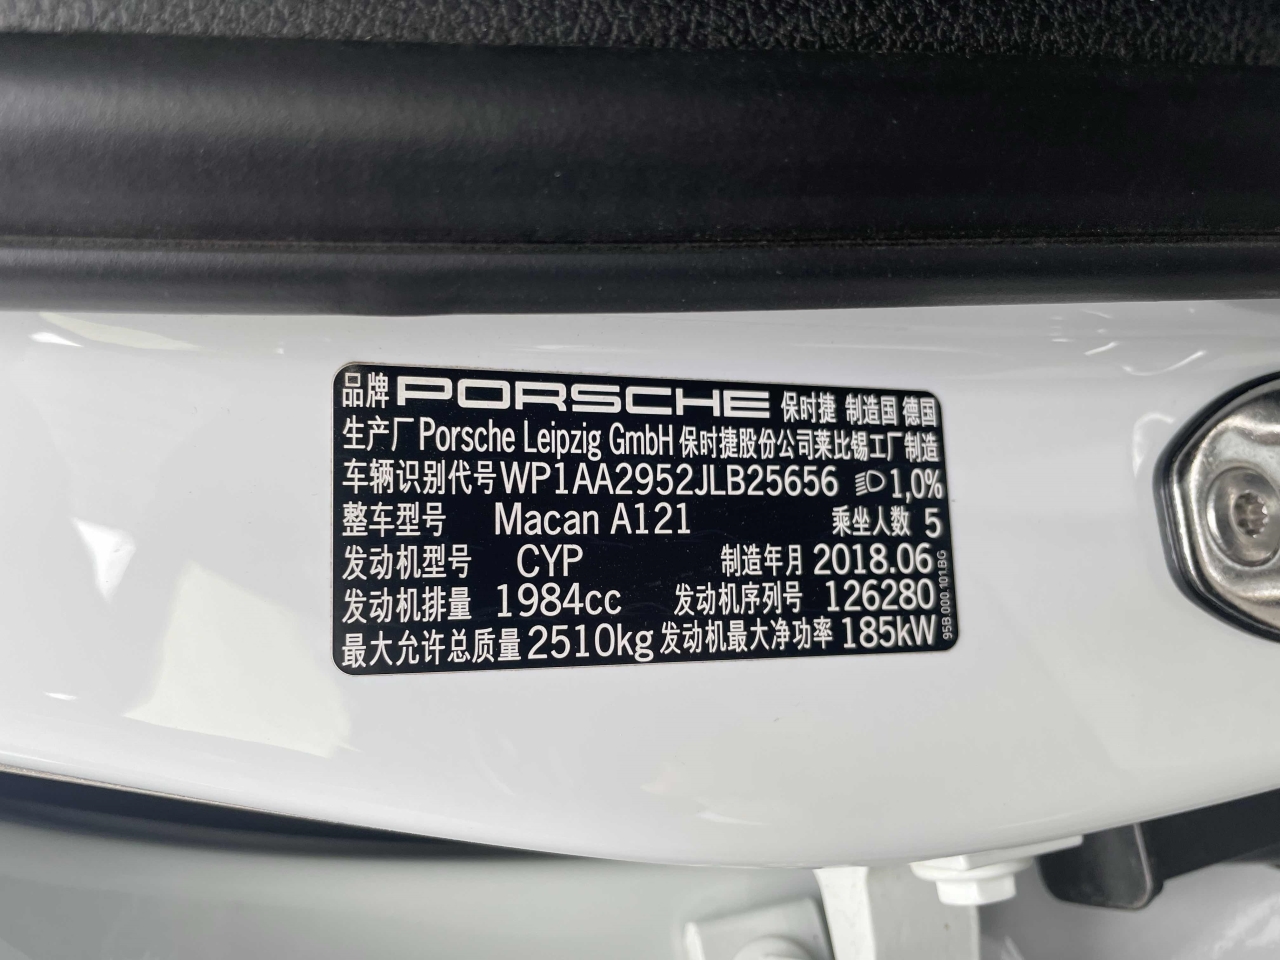 品牌 PORSCHE 保时捷 制造国 德国
生产厂 Porsche Leipzig GmbH 保时捷股份公司莱比锡工厂制造
车辆识别代号 WP1AA2952JLB25656 1,0%
整车型号 Macan A121 乘坐人数 5
发动机型号 CYP 制造年月 2018.06
发动机排量 1984cc 发动机序列号 126280
最大允许总质量 2510kg 发动机最大净功率 185kW
95B.000.101.BG